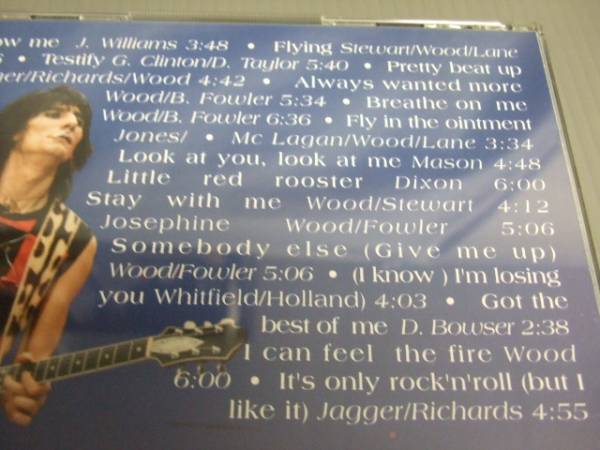 me J. Williams 3:48 • Flying Stewart/Wood/Lane
• Testify G. Clinton/D. Taylor 5:40 • Pretty beat up
/Richards/Wood 4:42 • Always wanted more
Wood/B. Fowler 5:34 • Breathe on me
Wood/B. Fowler 6:36 • Fly in the ointment
Jones/ • Mc Lagan/Wood/Lane 3:34
Look at you, look at me Mason 4:48
Little red rooster Dixon 6:00
Stay with me Wood/Stewart 4:12
Josephine Wood/Fowler 5:06
Somebody else (Give me up)
Wood/Fowler 5:06 • (I know ) I'm losing
you Whitfield/Holland) 4:03 • Got the
best of me D. Bowser 2:38
I can feel the fire Wood
6:00 • It's only rock'n'roll (but I
like it) Jagger/Richards 4:55